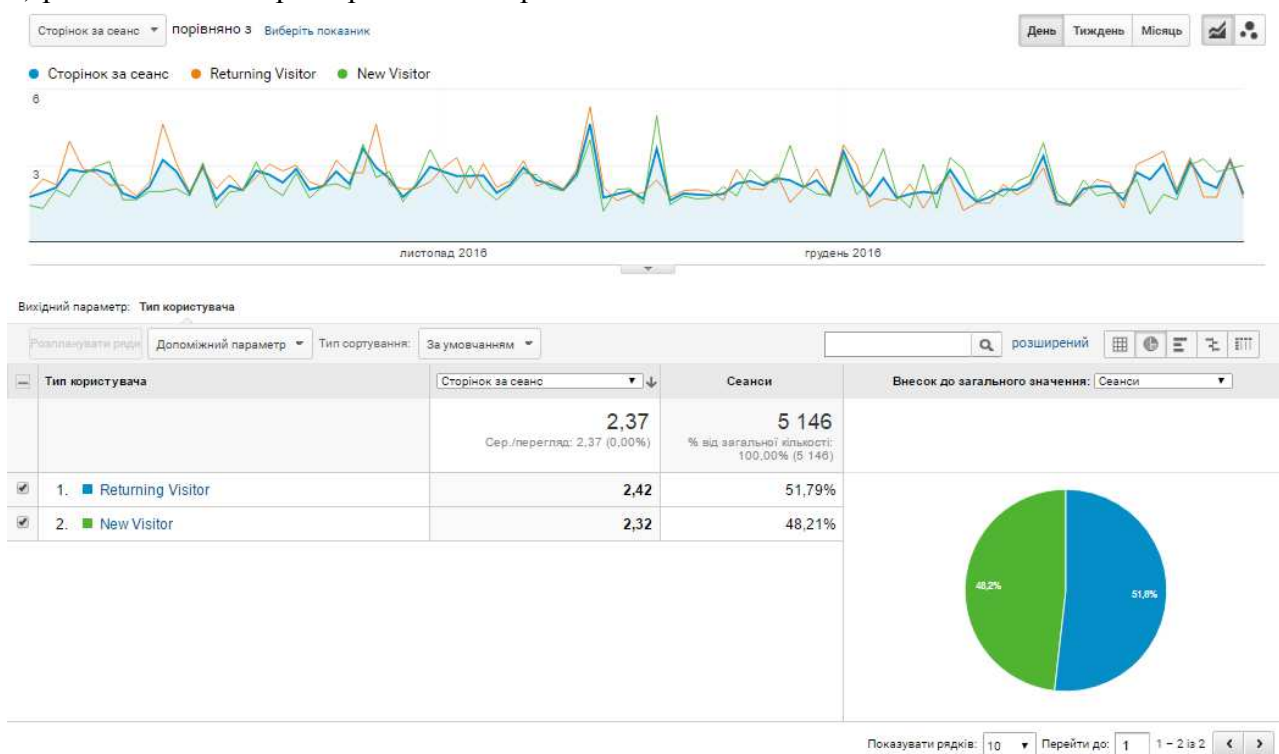 Сторінок за сеанс порівняно з Виберіть показник День Тиждень Місяць
Сторінок за сеанс Returning Visitor New Visitor
6
3
листопад 2016 грудень 2016
Вихідний параметр: Тип користувача
Розпланувати ряди Допоміжний параметр Тип сортування: За умовчанням розширений
Тип користувача Сторінок за сеанс Сеанси Внесок до загального значення: Сеанси
2,37 5 146
Сер./перегляд: 2,37 (0,00%) % від загальної кількості:
100,00% (5 146)
1. Returning Visitor 2,42 51,79%
2. New Visitor 2,32 48,21%
48,2% 51,8%
Показувати рядків: 10 Перейти до: 1 1 – 2 із 2